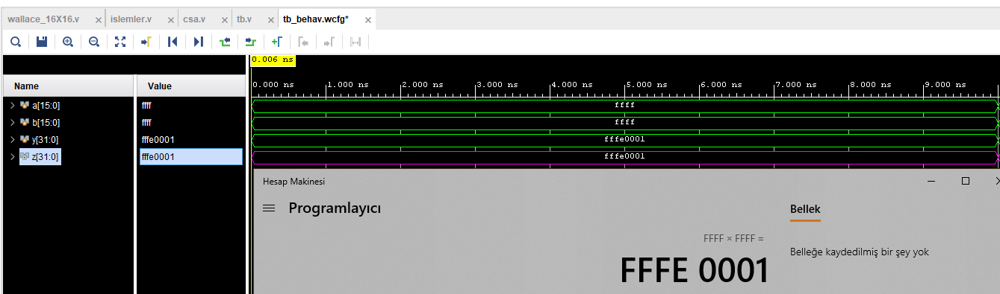 wallace_16X16.v islemler.v csa.v tb.v tb_behav.wcfg*
0.006 ns
Name Value
0.000 ns 1.000 ns 2.000 ns 3.000 ns 4.000 ns 5.000 ns 6.000 ns 7.000 ns 8.000 ns 9.000 ns
a[15:0] ffff ffff
b[15:0] ffff ffff
y[31:0] fffe0001 fffe0001
z[31:0] fffe0001 fffe0001
Hesap Makinesi
Programlayıcı
Bellek
FFFF × FFFF =
Belleğe kaydedilmiş bir şey yok
FFFE 0001